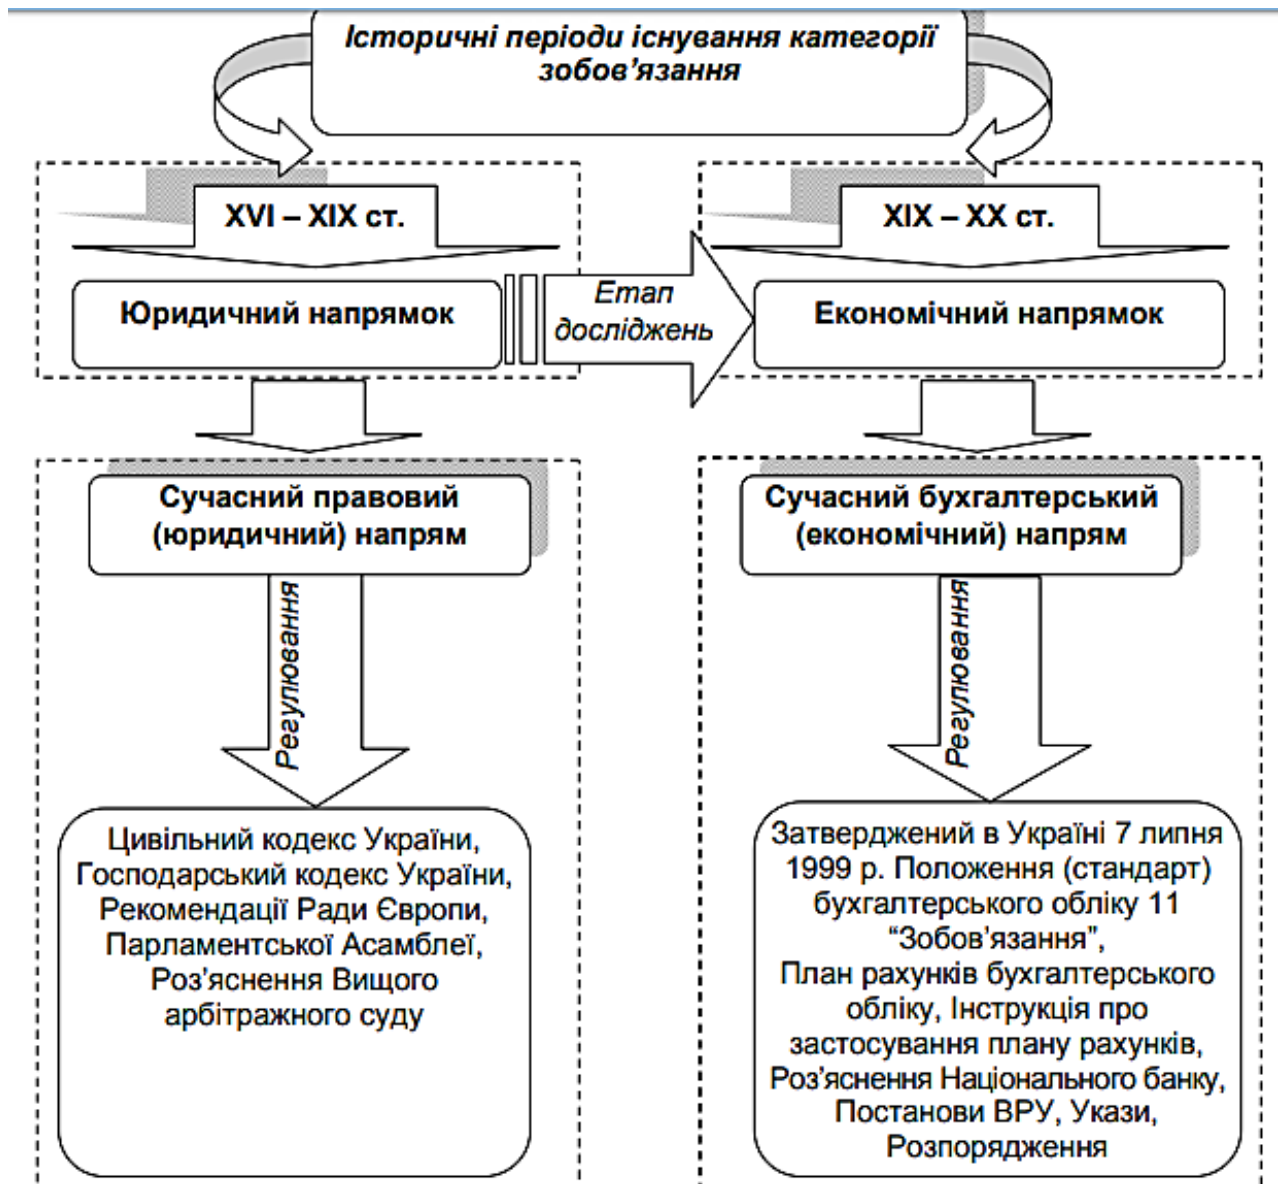 Історичні періоди існування категорії
зобов’язання
XVI – XIX ст.
XIX – XX ст.
Юридичний напрямок
Етап
досліджень
Економічний напрямок
Сучасний правовий
(юридичний) напрям
Сучасний бухгалтерський
(економічний) напрям
Регулювання
Регулювання
Цивільний кодекс України,
Господарський кодекс України,
Рекомендації Ради Європи,
Парламентської Асамблеї,
Роз’яснення Вищого
арбітражного суду
Затверджений в Україні 7 липня
1999 р. Положення (стандарт)
бухгалтерського обліку 11
“Зобов’язання”,
План рахунків бухгалтерського
обліку, Інструкція про
застосування плану рахунків,
Роз’яснення Національного банку,
Постанови ВРУ, Укази,
Розпорядження